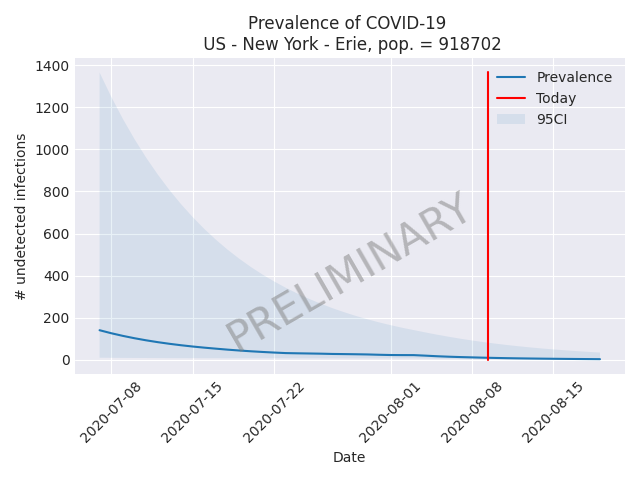 Prevalence of COVID-19
US - New York - Erie, pop. = 918702
1400
1200
1000
800
600
400
200
0
# undetected infections
Prevalence
Today
95CI
PRELIMINARY
2020-07-08
2020-07-15
2020-07-22
2020-08-01
2020-08-08
2020-08-15
Date